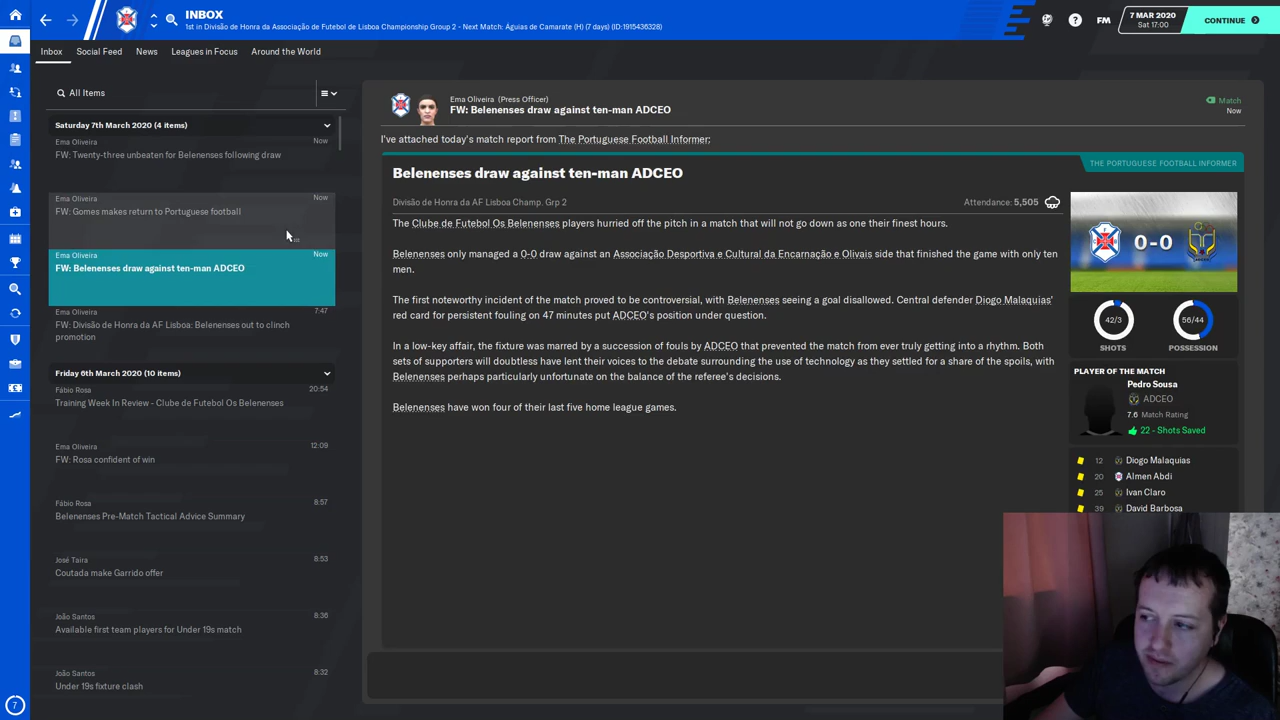 INBOX
1st in Divisão de Honra da Associação de Futebol de Lisboa Championship Group 2 - Next Match: Águias de Camarate (H) (7 days) (ID:1915436328)
FM
7 MAR 2020
Sat 17:00
CONTINUE
Inbox
Social Feed
News
Leagues in Focus
Around the World
All Items
Saturday 7th March 2020 (4 items)
Ema Oliveira
Now
FW: Twenty-three unbeaten for Belenenses following draw
Ema Oliveira
Now
FW: Gomes makes return to Portuguese football
Ema Oliveira
Now
FW: Belenenses draw against ten-man ADCEO
Ema Oliveira
7:47
FW: Divisão de Honra da AF Lisboa: Belenenses out to clinch
promotion
Friday 6th March 2020 (10 items)
Fábio Rosa
20:54
Training Week In Review - Clube de Futebol Os Belenenses
Ema Oliveira
12:09
FW: Rosa confident of win
Fábio Rosa
8:57
Belenenses Pre-Match Tactical Advice Summary
José Taira
8:53
Coutada make Garrido offer
João Santos
8:36
Available first team players for Under 19s match
João Santos
8:32
Under 19s fixture clash
7
Ema Oliveira (Press Officer)
FW: Belenenses draw against ten-man ADCEO
Match
Now
I've attached today's match report from The Portuguese Football Informer:
THE PORTUGUESE FOOTBALL INFORMER
Belenenses draw against ten-man ADCEO
Divisão de Honra da AF Lisboa Champ. Grp 2
Attendance: 5,505
The Clube de Futebol Os Belenenses players hurried off the pitch in a match that will not go down as one their finest hours.
Belenenses only managed a 0-0 draw against an Associação Desportiva e Cultural da Encarnação e Olivais side that finished the game with only ten
men.
The first noteworthy incident of the match proved to be controversial, with Belenenses seeing a goal disallowed. Central defender Diogo Malaquias'
red card for persistent fouling on 47 minutes put ADCEO's position under question.
In a low-key affair, the fixture was marred by a succession of fouls by ADCEO that prevented the match from ever truly getting into a rhythm. Both
sets of supporters will doubtless have lent their voices to the debate surrounding the use of technology as they settled for a share of the spoils, with
Belenenses perhaps particularly unfortunate on the balance of the referee's decisions.
Belenenses have won four of their last five home league games.
0-0
42/3
SHOTS
56/44
POSSESSION
PLAYER OF THE MATCH
Pedro Sousa
ADCEO
7.6 Match Rating
22 - Shots Saved
12 Diogo Malaquias
20 Almen Abdi
25 Ivan Claro
39 David Barbosa